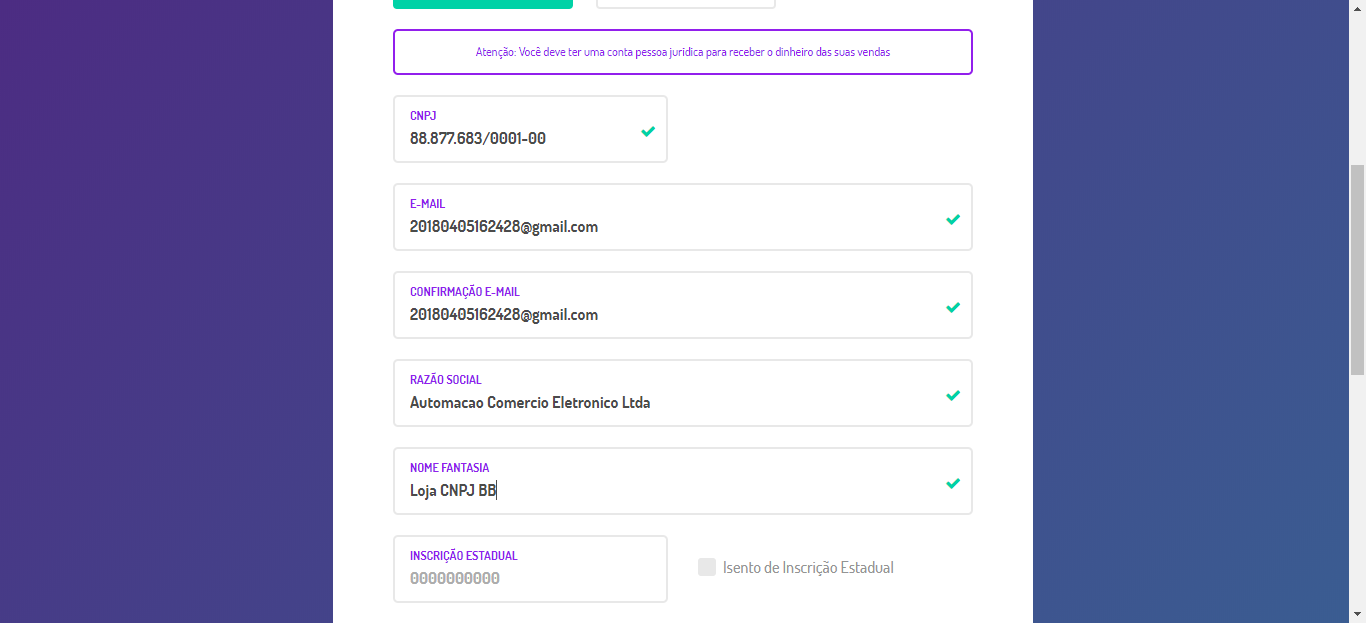 Atenção: Você deve ter uma conta pessoa jurídica para receber o dinheiro das suas vendas
CNPJ
88.877.683/0001-00
E-MAIL
20180405162428@gmail.com
CONFIRMAÇÃO E-MAIL
20180405162428@gmail.com
RAZÃO SOCIAL
Automacao Comercio Eletronico Ltda
NOME FANTASIA
Loja CNPJ BB
INSCRIÇÃO ESTADUAL
0000000000
Isento de Inscrição Estadual